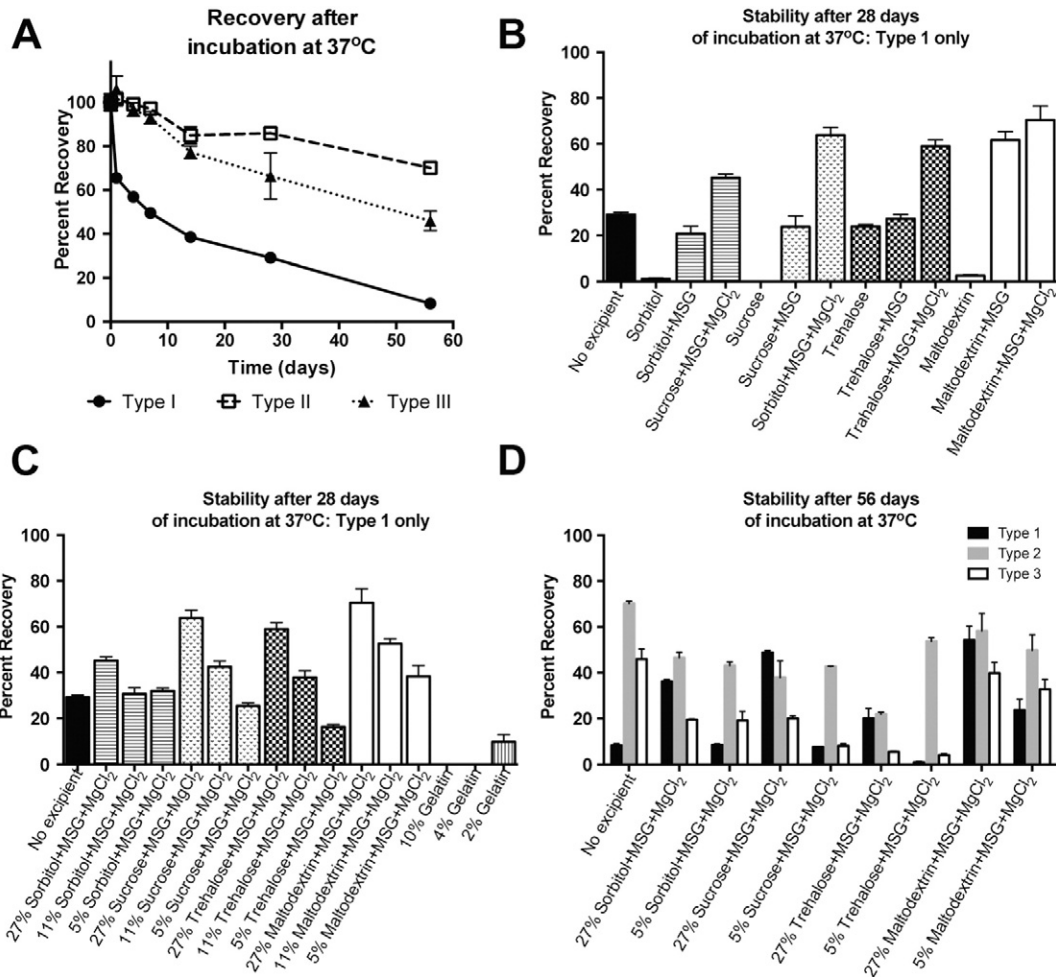 A
Recovery after
incubation at 37°C
Percent Recovery
100
80
60
40
20
0
0
10
20
30
40
50
60
Time (days)
Type I
Type II
Type III
B
Stability after 28 days
of incubation at 37°C: Type 1 only
Percent Recovery
100
80
60
40
20
0
No excipient
Sorbitol
Sorbitol+MSG
Sucrose+MSG+MgCl₂
Sucrose
Sucrose+MSG
Sorbitol+MSG+MgCl₂
Trehalose
Trehalose+MSG
Trahalose+MSG+MgCl₂
Maltodextrin
Maltodextrin+MSG
Maltodextrin+MSG+MgCl₂
C
Stability after 28 days
of incubation at 37°C: Type 1 only
Percent Recovery
100
80
60
40
20
0
No excipient
27% Sorbitol+MSG+MgCl₂
11% Sorbitol+MSG+MgCl₂
5% Sorbitol+MSG+MgCl₂
27% Sucrose+MSG+MgCl₂
11% Sucrose+MSG+MgCl₂
5% Sucrose+MSG+MgCl₂
27% Trehalose+MSG+MgCl₂
11% Trehalose+MSG+MgCl₂
5% Trehalose+MSG+MgCl₂
27% Maltodextrin+MSG+MgCl₂
11% Maltodextrin+MSG+MgCl₂
5% Maltodextrin+MSG+MgCl₂
10% Gelatin
4% Gelatin
2% Gelatin
D
Stability after 56 days
of incubation at 37°C
Type 1
Type 2
Type 3
Percent Recovery
100
80
60
40
20
0
No excipient
27% Sorbitol+MSG+MgCl₂
5% Sorbitol+MSG+MgCl₂
27% Sucrose+MSG+MgCl₂
5% Sucrose+MSG+MgCl₂
27% Trehalose+MSG+MgCl₂
5% Trehalose+MSG+MgCl₂
27% Maltodextrin+MSG+MgCl₂
5% Maltodextrin+MSG+MgCl₂